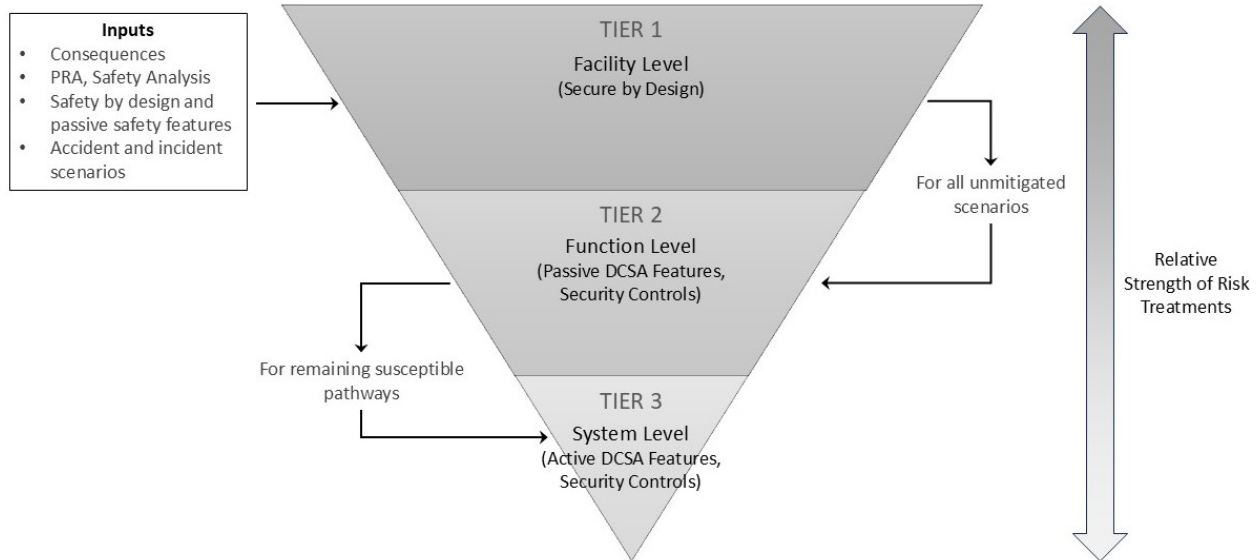 Inputs
• Consequences
• PRA, Safety Analysis
• Safety by design and
passive safety features
• Accident and incident
scenarios
TIER 1
Facility Level
(Secure by Design)
For all unmitigated
scenarios
TIER 2
Function Level
(Passive DCSA Features,
Security Controls)
For remaining susceptible
pathways
TIER 3
System Level
(Active DCSA Features,
Security Controls)
Relative
Strength of Risk
Treatments